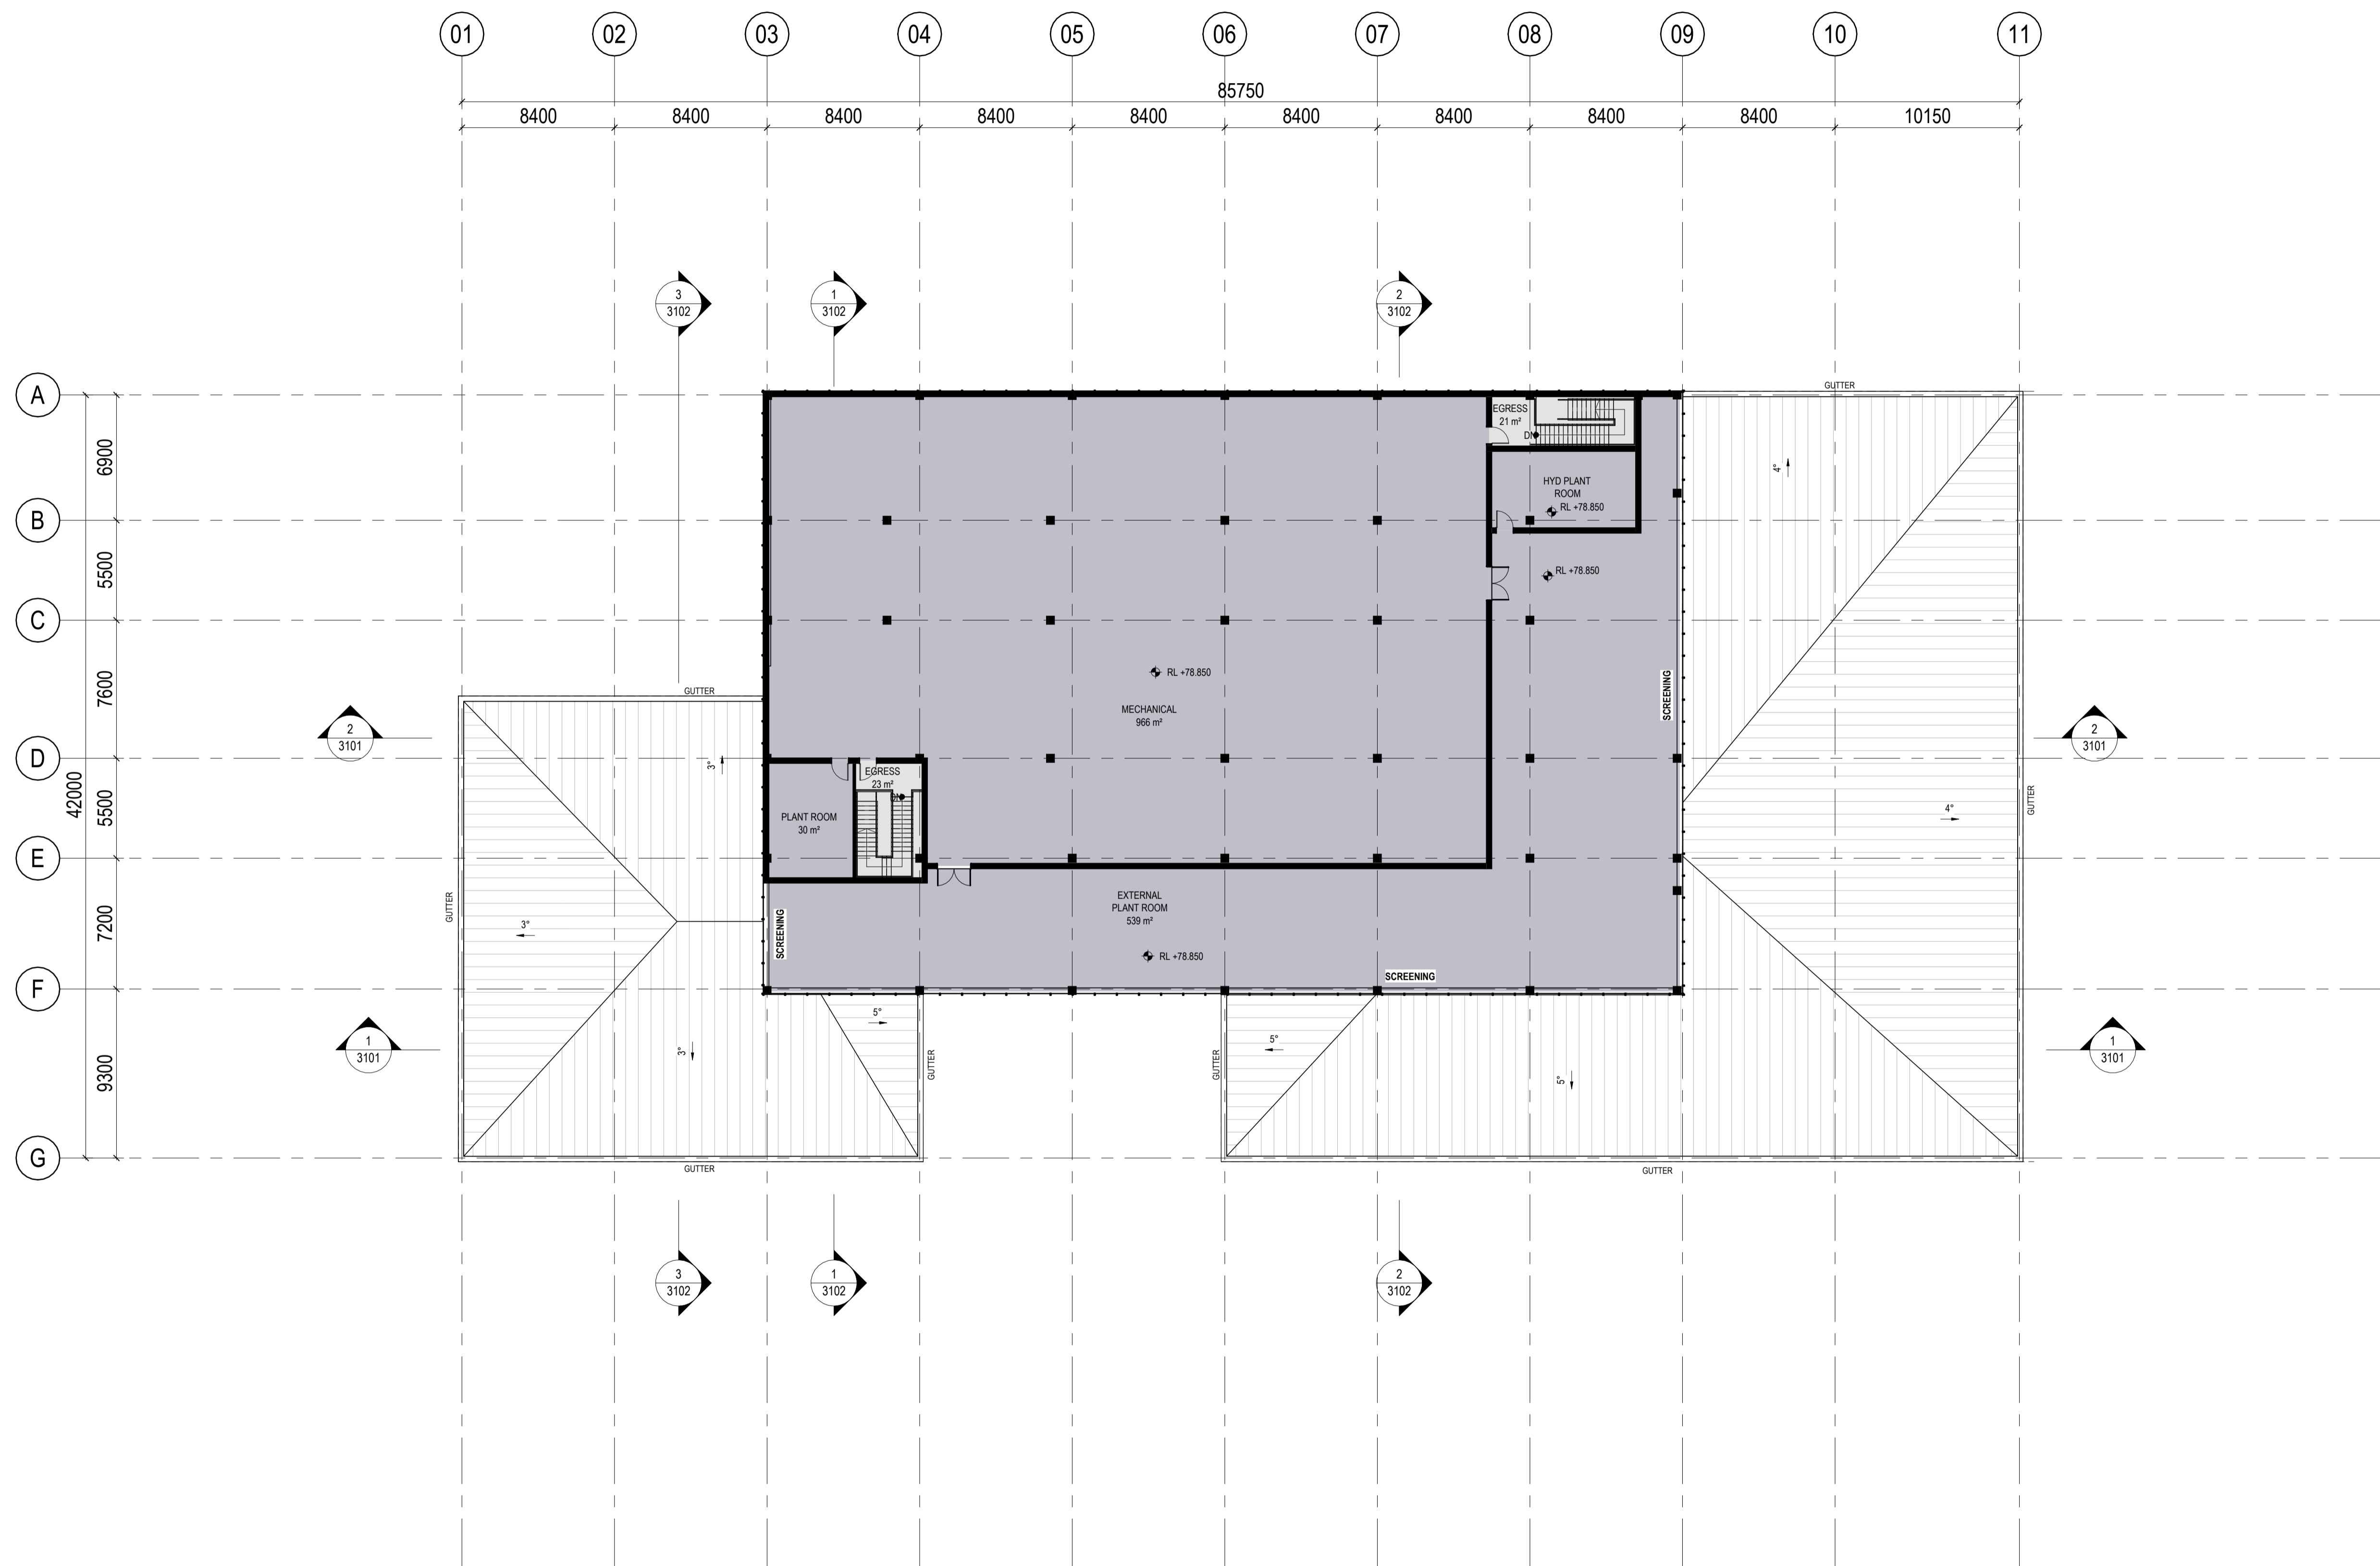 01
02
03
04
05
06
07
08
09
10
11
85750
8400
8400
8400
8400
8400
8400
8400
8400
8400
10150
3
3102
1
3102
2
3102
A
B
C
D
E
F
G
42000
6900
5500
7600
5500
7200
9300
GUTTER
EGRESS
21 m²
DN
4°
HYD PLANT
ROOM
RL +78.850
RL +78.850
RL +78.850
SCREENING
GUTTER
MECHANICAL
966 m²
2
3101
2
3101
3°
EGRESS
23 m²
DN
PLANT ROOM
30 m²
4°
GUTTER
GUTTER
3°
SCREENING
EXTERNAL
PLANT ROOM
539 m²
RL +78.850
SCREENING
5°
1
3101
3°
GUTTER
GUTTER
5°
5°
1
3101
GUTTER
GUTTER
3
3102
1
3102
2
3102